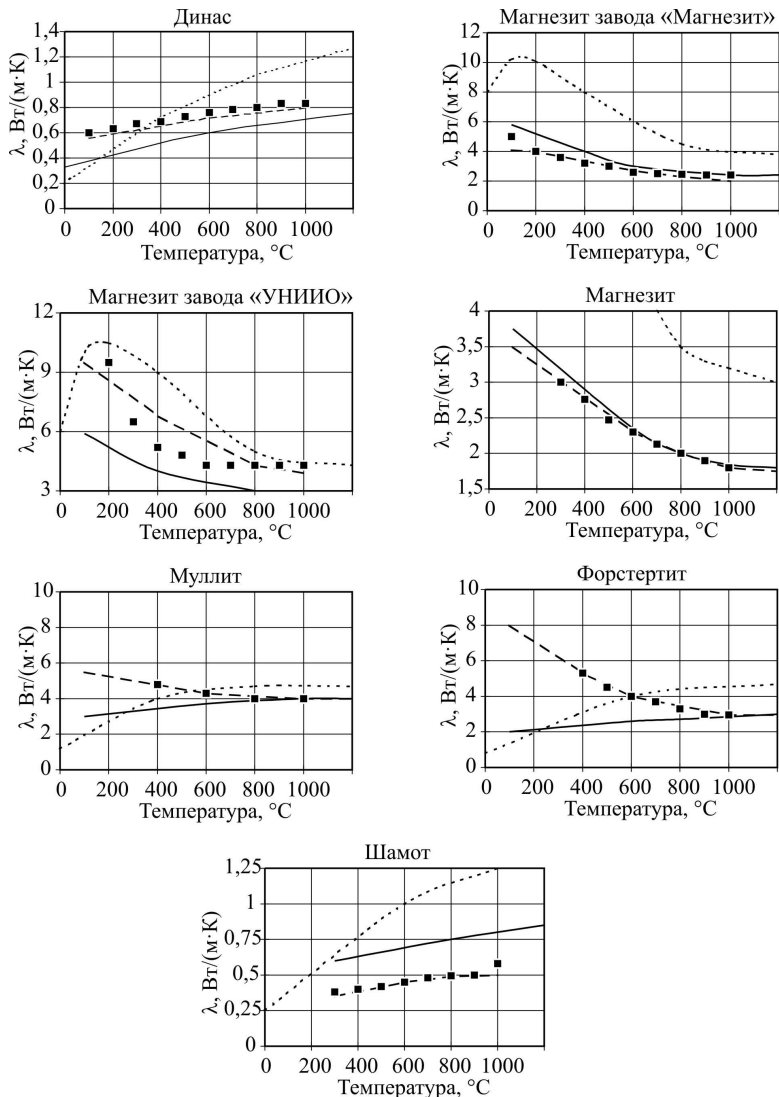 Динас
1,4
1,2
1
0,8
0,6
0,4
0,2
0
λ, Вт/(м·К)
0 200 400 600 800 1000
Температура, °С
Магнезит завода «Магнезит»
12
10
8
6
4
2
0
λ, Вт/(м·К)
0 200 400 600 800 1000
Температура, °С
Магнезит завода «УНИИО»
12
9
6
3
λ, Вт/(м·К)
0 200 400 600 800 1000
Температура, °С
Магнезит
4
3,5
3
2,5
2
1,5
λ, Вт/(м·К)
0 200 400 600 800 1000
Температура, °С
Муллит
10
8
6
4
2
0
λ, Вт/(м·К)
0 200 400 600 800 1000
Температура, °С
Форстертит
10
8
6
4
2
0
λ, Вт/(м·К)
0 200 400 600 800 1000
Температура, °С
Шамот
1,25
1
0,75
0,5
0,25
0
λ, Вт/(м·К)
0 200 400 600 800 1000
Температура, °С